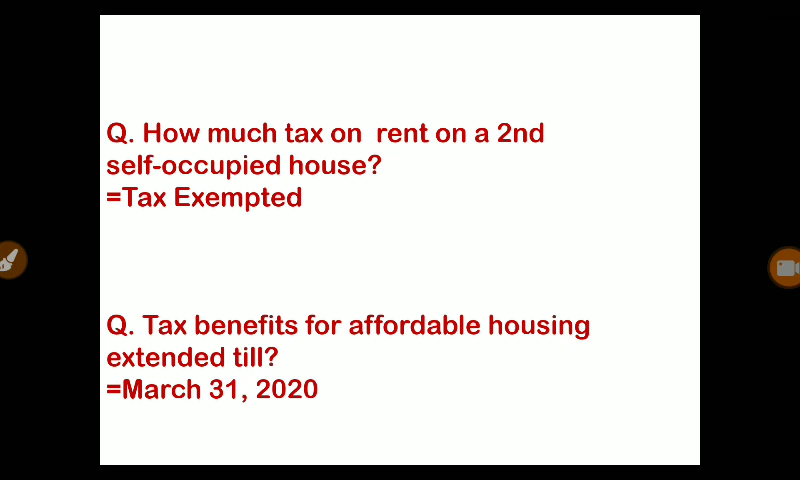 Q. How much tax on  rent on a 2nd
self-occupied house?
=Tax Exempted
Q. Tax benefits for affordable housing
extended till?
=March 31, 2020